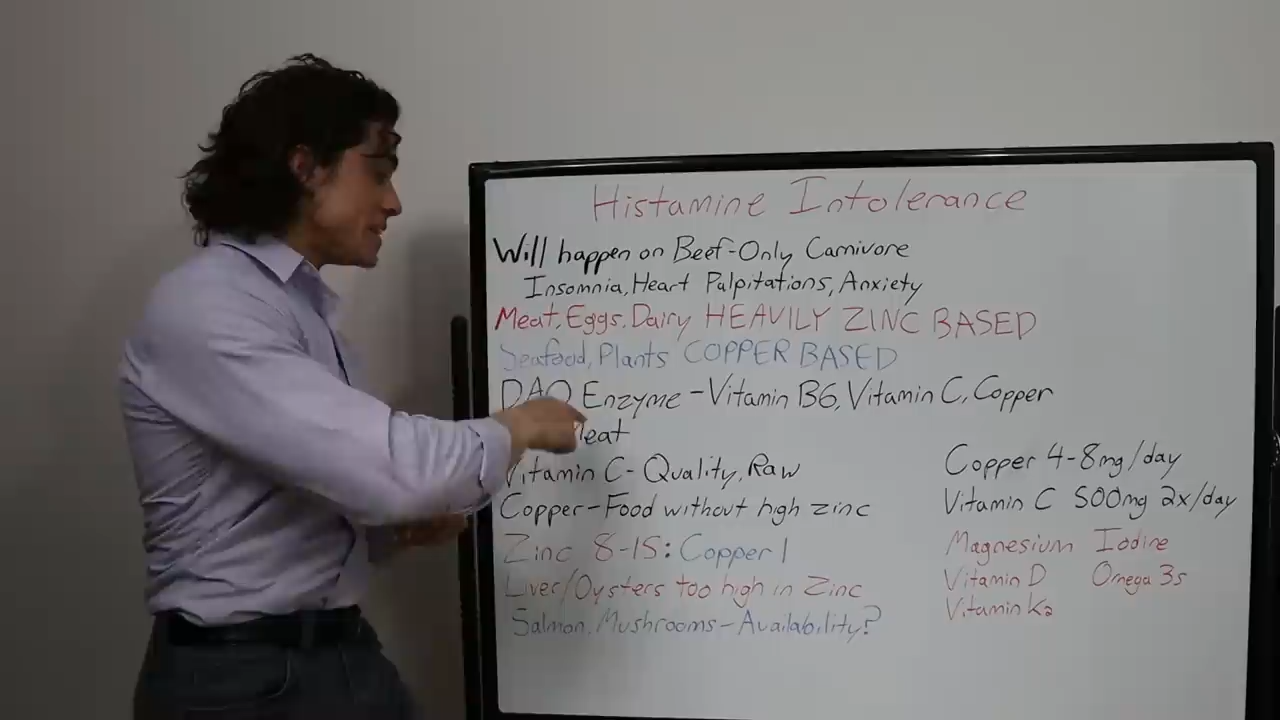 Histamine Intolerance
Will happen on Beef-Only Carnivore
Insomnia, Heart Palpitations, Anxiety
Meat, Eggs, Dairy HEAVILY ZINC BASED
Seafood, Plants COPPER BASED
DAO Enzyme - Vitamin B6, Vitamin C, Copper
Vitamin C - Quality, Raw
Copper - Food without high zinc
Zinc 8-15 : Copper 1
Liver/Oysters too high in Zinc
Salmon, Mushrooms - Availability?
Copper 4-8mg/day
Vitamin C 500mg 2x/day
Magnesium Iodine
Vitamin D Omega 3s
Vitamin K2